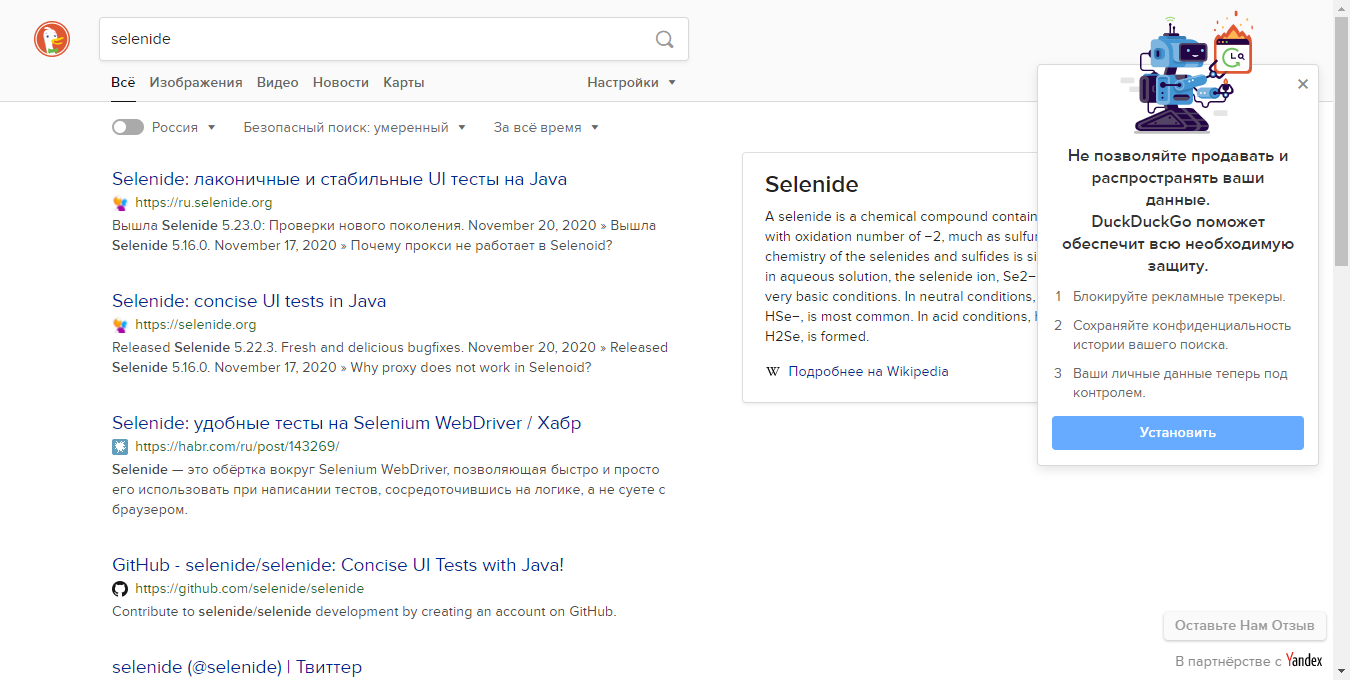 selenide
Всё Изображения Видео Новости Карты Настройки
Россия Безопасный поиск: умеренный За всё время
Selenide: лаконичные и стабильные UI тесты на Java
https://ru.selenide.org
Вышла Selenide 5.23.0: Проверки нового поколения. November 20, 2020 » Вышла
Selenide 5.16.0. November 17, 2020 » Почему прокси не работает в Selenoid?
Selenide: concise UI tests in Java
https://selenide.org
Released Selenide 5.22.3. Fresh and delicious bugfixes. November 20, 2020 » Released
Selenide 5.16.0. November 17, 2020 » Why proxy does not work in Selenoid?
Selenide: удобные тесты на Selenium WebDriver / Хабр
https://habr.com/ru/post/143269/
Selenide — это обёртка вокруг Selenium WebDriver, позволяющая быстро и просто
его использовать при написании тестов, сосредоточившись на логике, а не суете с
браузером.
GitHub - selenide/selenide: Concise UI Tests with Java!
https://github.com/selenide/selenide
Contribute to selenide/selenide development by creating an account on GitHub.
selenide (@selenide) | Твиттер
Selenide
A selenide is a chemical compound contain
with oxidation number of −2, much as sulfu
chemistry of the selenides and sulfides is si
in aqueous solution, the selenide ion, Se2−
very basic conditions. In neutral conditions,
HSe−, is most common. In acid conditions,
H2Se, is formed.
W Подробнее на Wikipedia
Не позволяйте продавать и
распространять ваши
данные.
DuckDuckGo поможет
обеспечит всю необходимую
защиту.
1 Блокируйте рекламные трекеры.
2 Сохраняйте конфиденциальность
истории вашего поиска.
3 Ваши личные данные теперь под
контролем.
Установить
Оставьте Нам Отзыв
В партнёрстве с Yandex